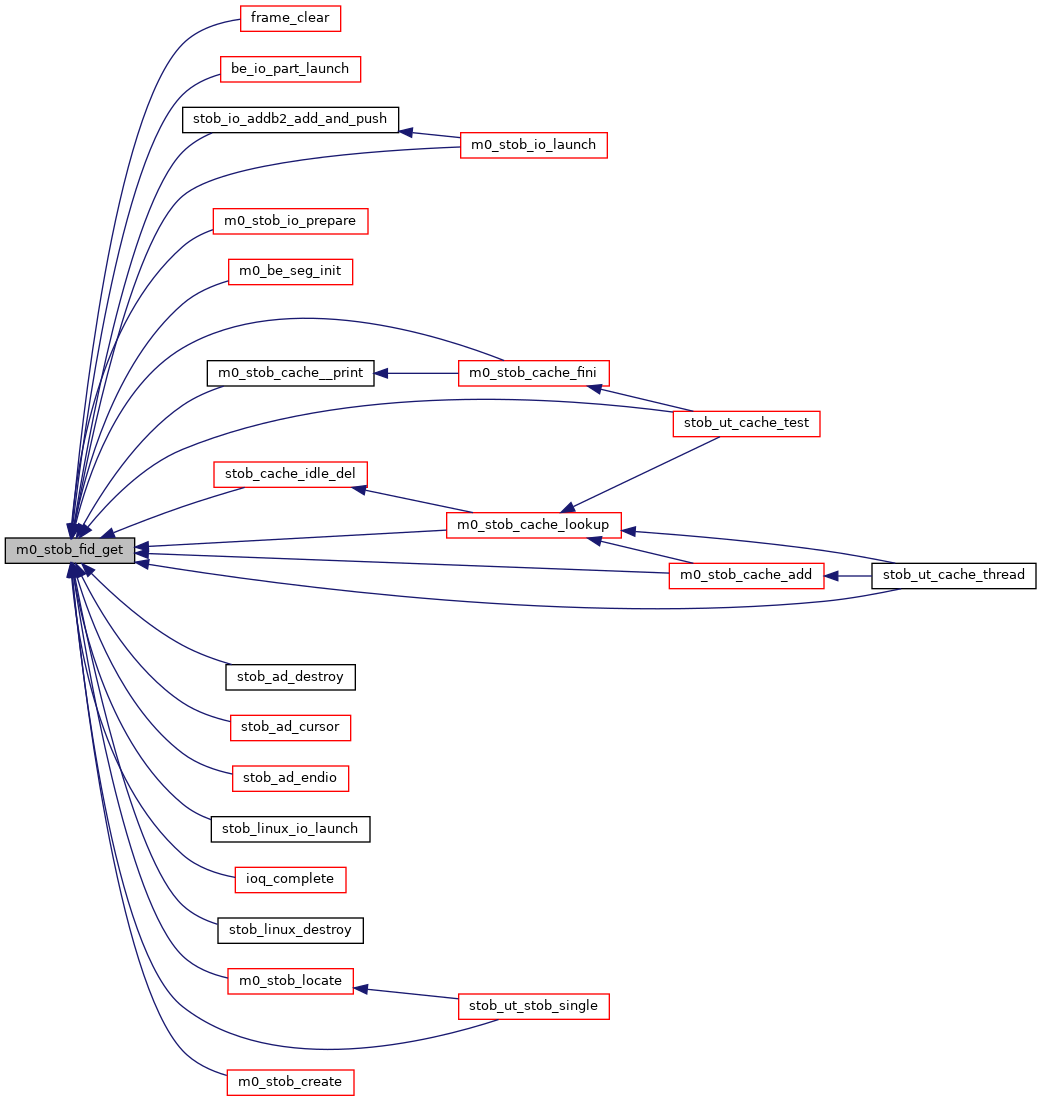 frame_clear
be_io_part_launch
stob_io_addb2_add_and_push
m0_stob_io_launch
m0_stob_io_prepare
m0_be_seg_init
m0_stob_cache__print
m0_stob_cache_fini
stob_ut_cache_test
stob_cache_idle_del
m0_stob_cache_lookup
m0_stob_fid_get
m0_stob_cache_add
stob_ut_cache_thread
stob_ad_destroy
stob_ad_cursor
stob_ad_endio
stob_linux_io_launch
ioq_complete
stob_linux_destroy
m0_stob_locate
stob_ut_stob_single
m0_stob_create